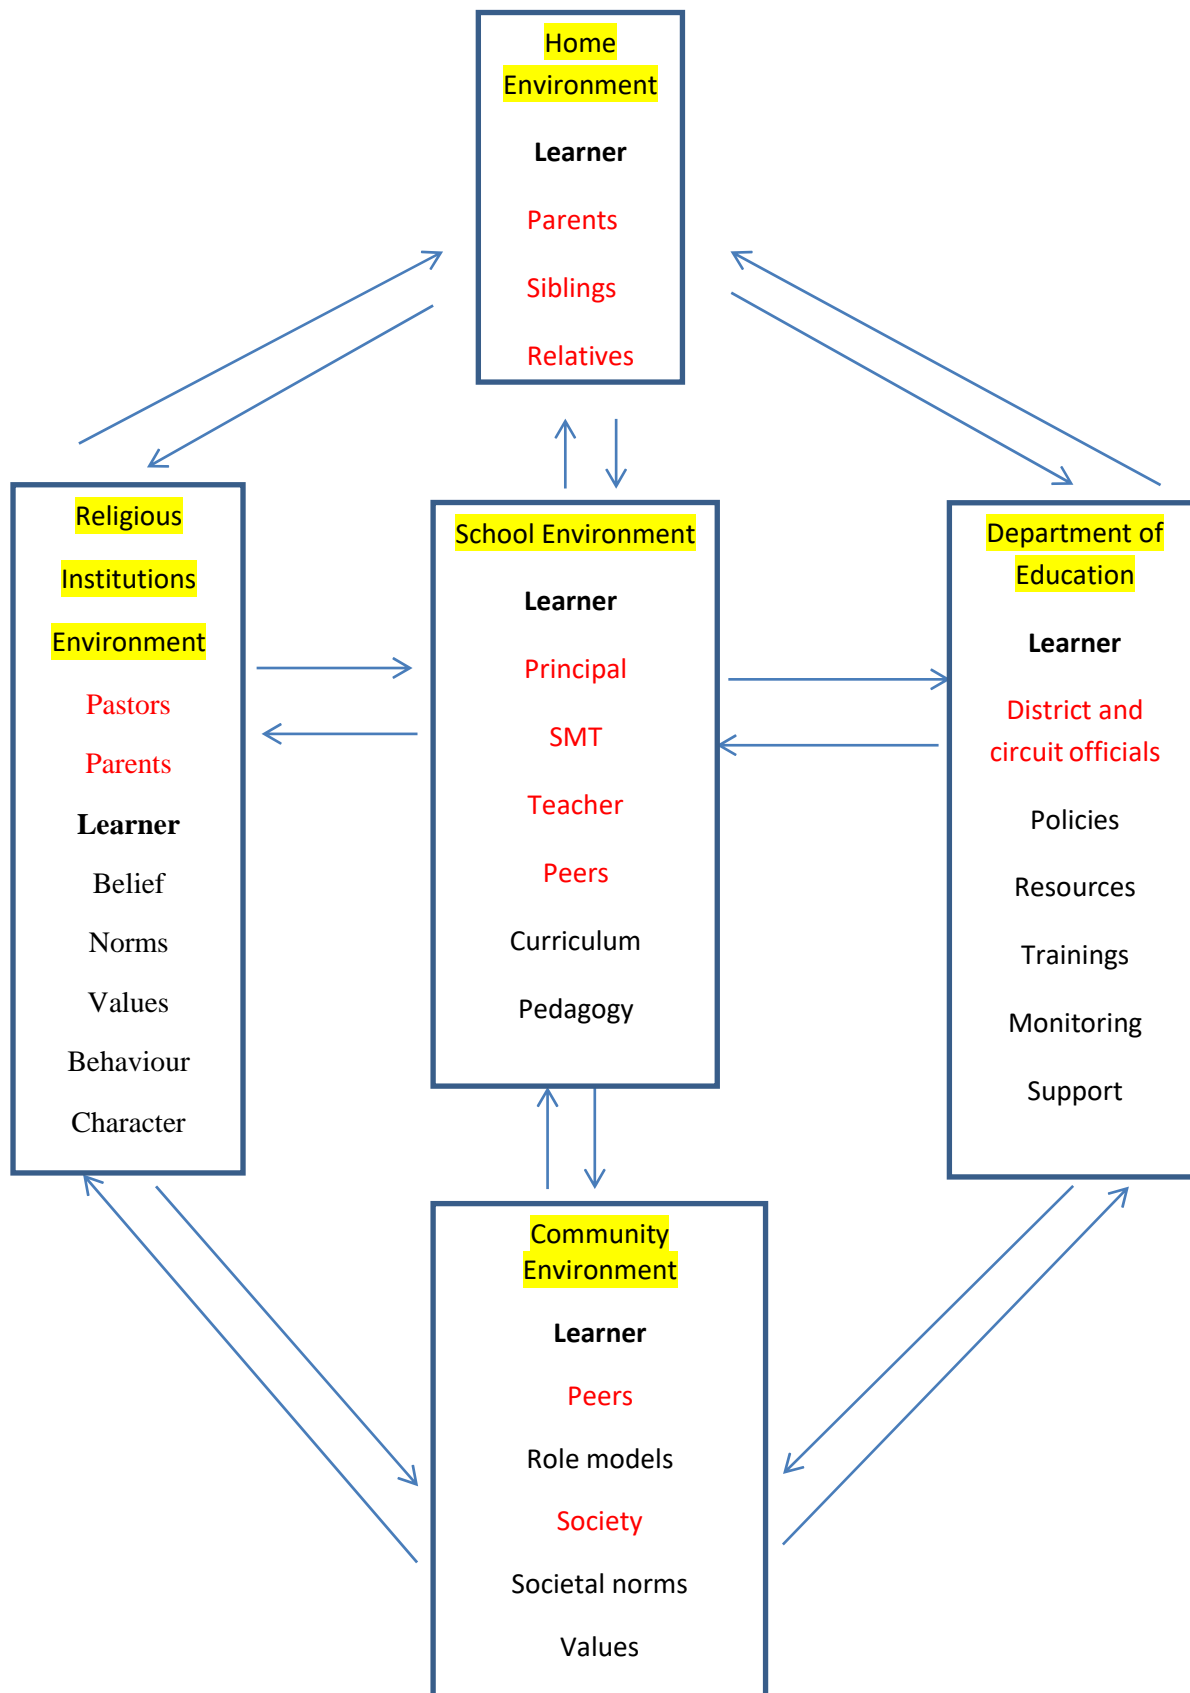 Home
Environment
Learner
Parents
Siblings
Relatives
Religious
Institutions
Environment
Pastors
Parents
Learner
Belief
Norms
Values
Behaviour
Character
School Environment
Learner
Principal
SMT
Teacher
Peers
Curriculum
Pedagogy
Department of
Education
Learner
District and
circuit officials
Policies
Resources
Trainings
Monitoring
Support
Community
Environment
Learner
Peers
Role models
Society
Societal norms
Values